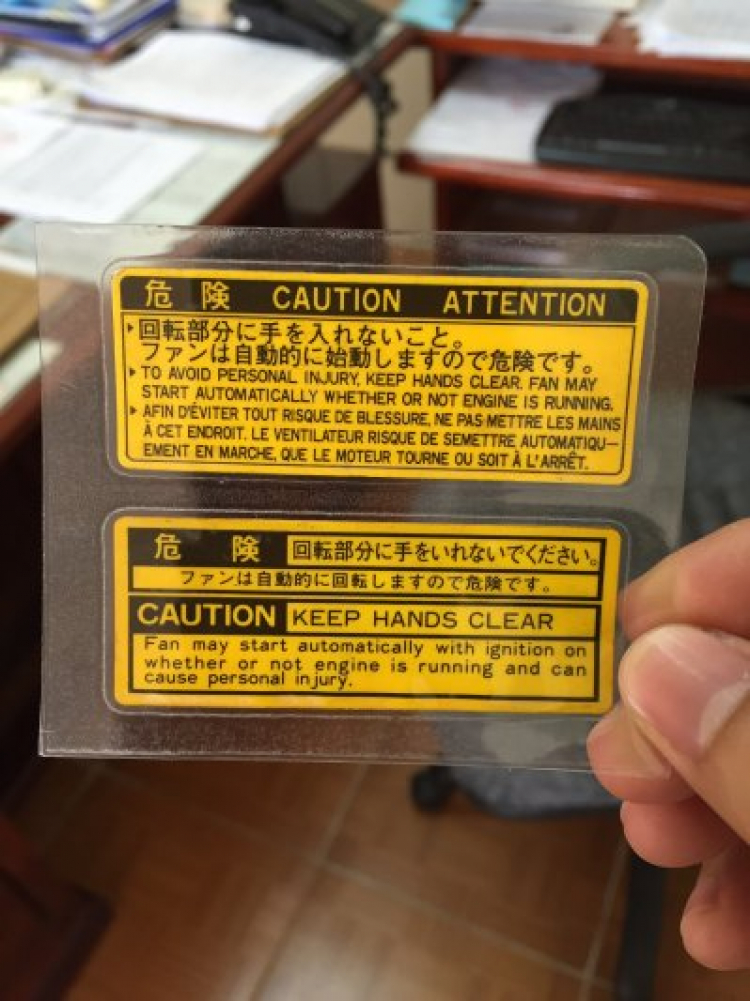 危険 CAUTION ATTENTION
▸回転部分に手を入れないこと。
ファンは自動的に始動しますので危険です。
▸TO AVOID PERSONAL INJURY, KEEP HANDS CLEAR. FAN MAY
START AUTOMATICALLY WHETHER OR NOT ENGINE IS RUNNING.
▸AFIN D'ÉVITER TOUT RISQUE DE BLESSURE, NE PAS METTRE LES MAINS
À CET ENDROIT. LE VENTILATEUR RISQUE DE SEMETTRE AUTOMATIQU-
EMENT EN MARCHE, QUE LE MOTEUR TOURNE OU SOIT À L'ARRÊT.
危険 回転部分に手をいれないでください。
ファンは自動的に回転しますので危険です。
CAUTION KEEP HANDS CLEAR
Fan may start automatically with ignition on
whether or not engine is running and can
cause personal injury.